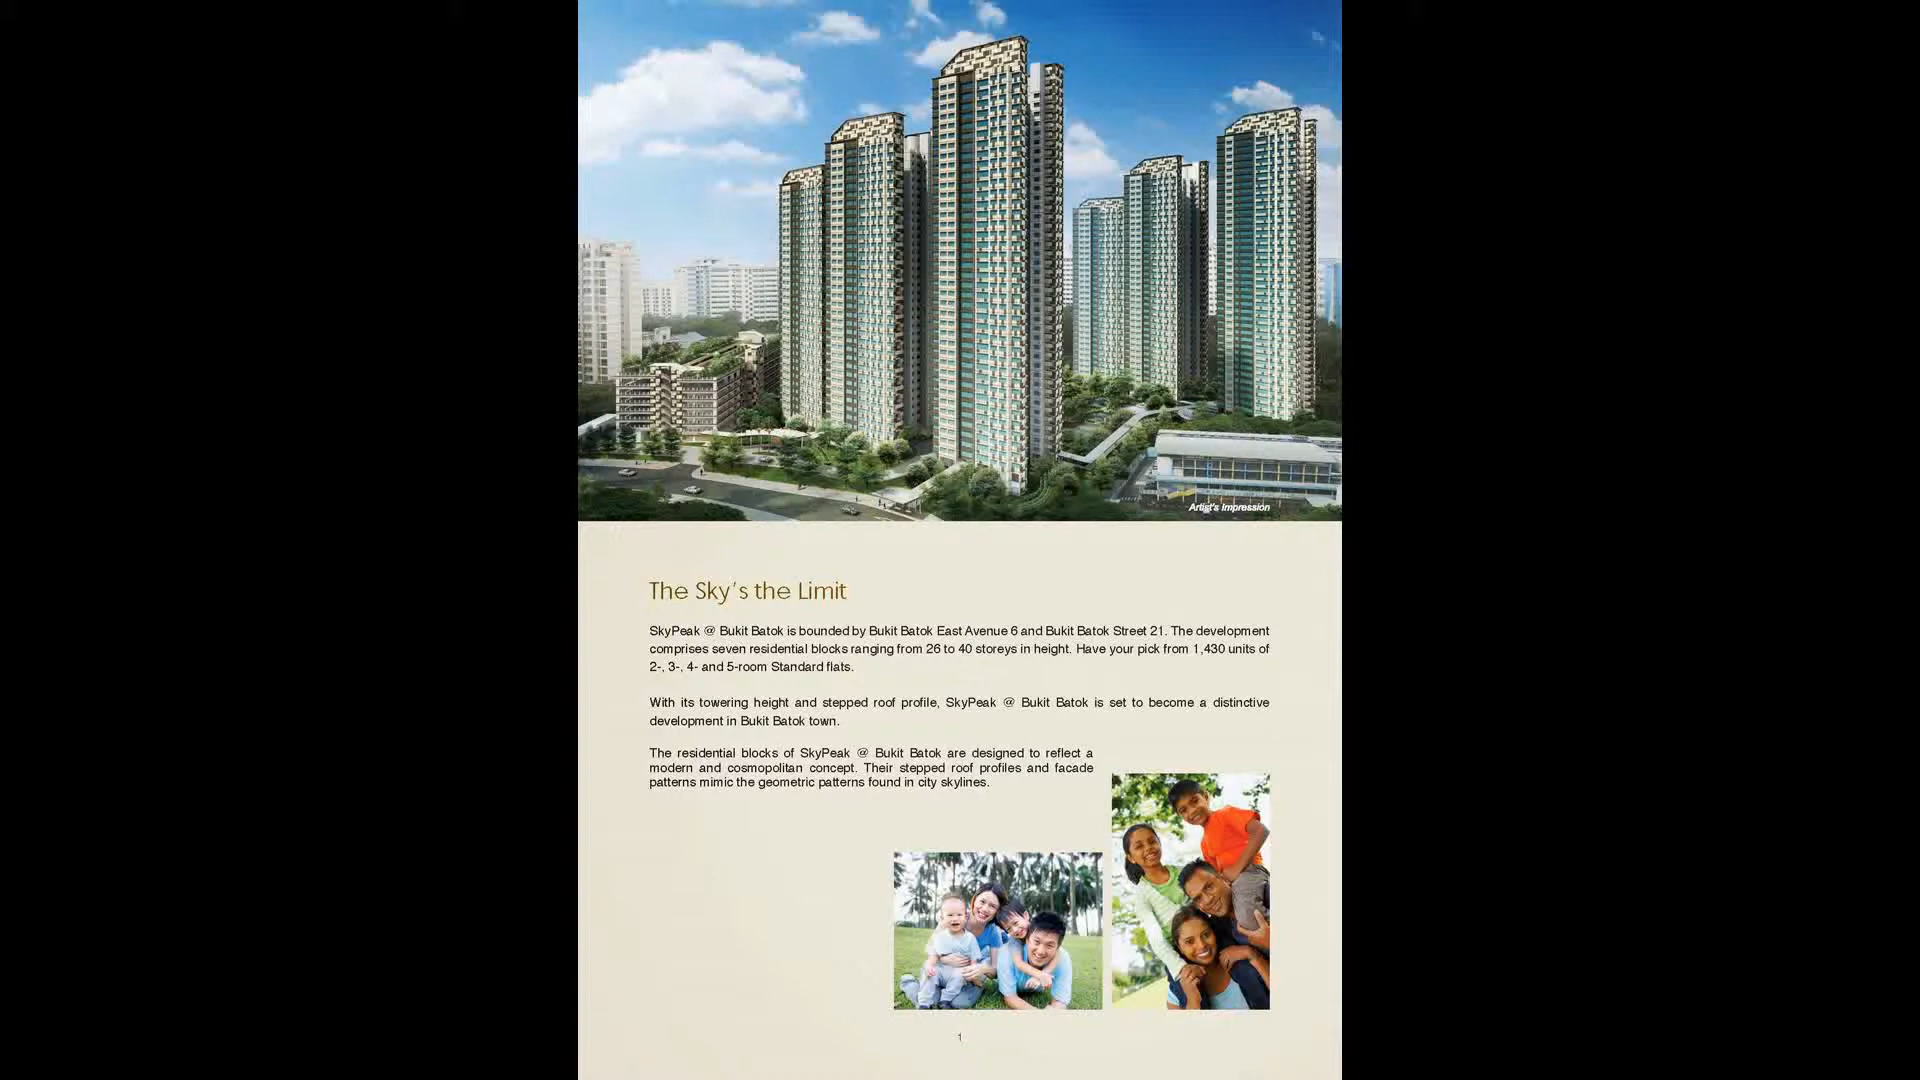 Artist's Impression
The Sky's the Limit
SkyPeak @ Bukit Batok is bounded by Bukit Batok East Avenue 6 and Bukit Batok Street 21. The development
comprises seven residential blocks ranging from 26 to 40 storeys in height. Have your pick from 1,430 units of
2-, 3-, 4- and 5-room Standard flats.
With its towering height and stepped roof profile, SkyPeak @ Bukit Batok is set to become a distinctive
development in Bukit Batok town.
The residential blocks of SkyPeak @ Bukit Batok are designed to reflect a
modern and cosmopolitan concept. Their stepped roof profiles and facade
patterns mimic the geometric patterns found in city skylines.
1